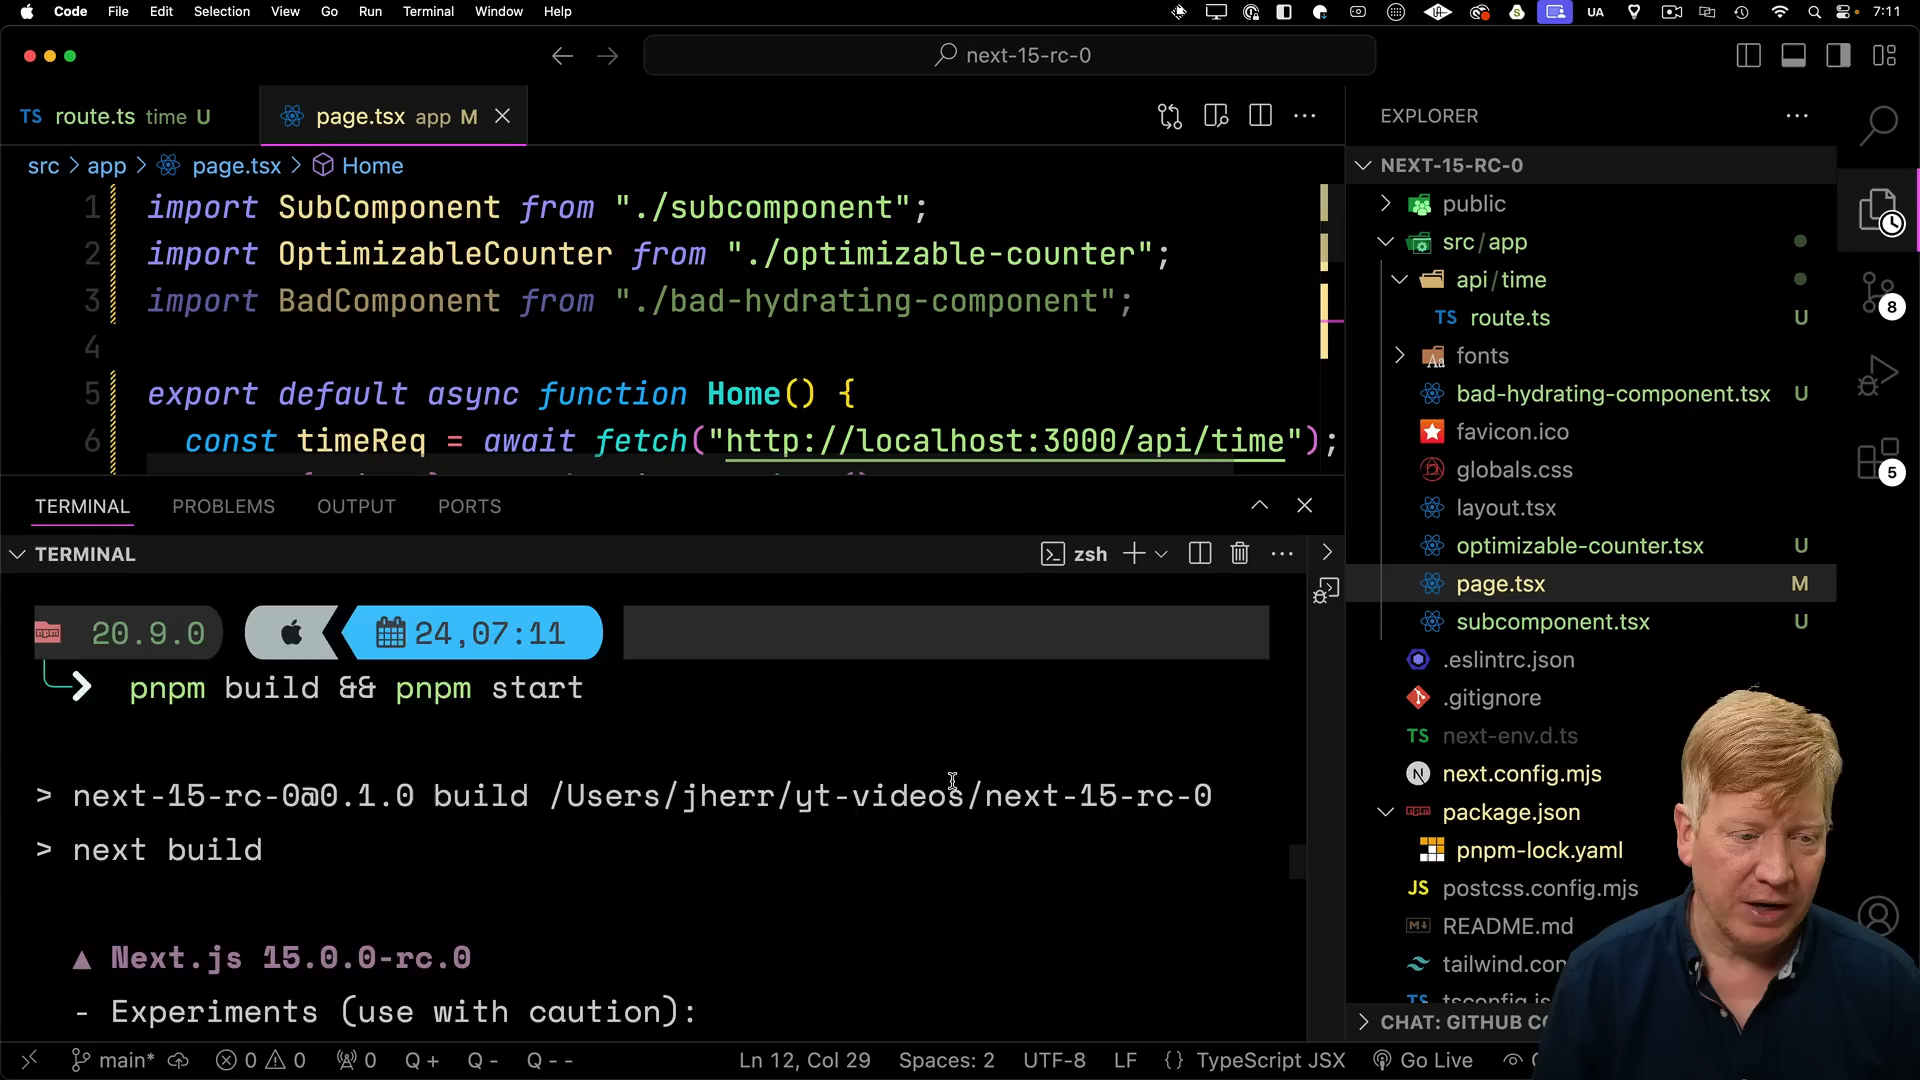 Code File Edit Selection View Go Run Terminal Window Help UA 7:11
next-15-rc-0
TS route.ts time U page.tsx app M
src > app > page.tsx > Home
1 import SubComponent from "./subcomponent";
2 import OptimizableCounter from "./optimizable-counter";
3 import BadComponent from "./bad-hydrating-component";
4
5 export default async function Home() {
6 const timeReq = await fetch("http://localhost:3000/api/time");
TERMINAL PROBLEMS OUTPUT PORTS
TERMINAL zsh
npm 20.9.0 24,07:11
pnpm build && pnpm start
> next-15-rc-0@0.1.0 build /Users/jherr/yt-videos/next-15-rc-0
> next build
▲ Next.js 15.0.0-rc.0
- Experiments (use with caution):
EXPLORER
NEXT-15-RC-0
public
src/app
api/time
TS route.ts U
fonts
bad-hydrating-component.tsx U
favicon.ico
globals.css
layout.tsx
optimizable-counter.tsx U
page.tsx M
subcomponent.tsx U
.eslintrc.json
.gitignore
TS next-env.d.ts
next.config.mjs
package.json
pnpm-lock.yaml
JS postcss.config.mjs
README.md
tailwind.con
CHAT: GITHUB CO
8
5
main* 0 0 0 Q + Q - Q - - Ln 12, Col 29 Spaces: 2 UTF-8 LF {} TypeScript JSX Go Live